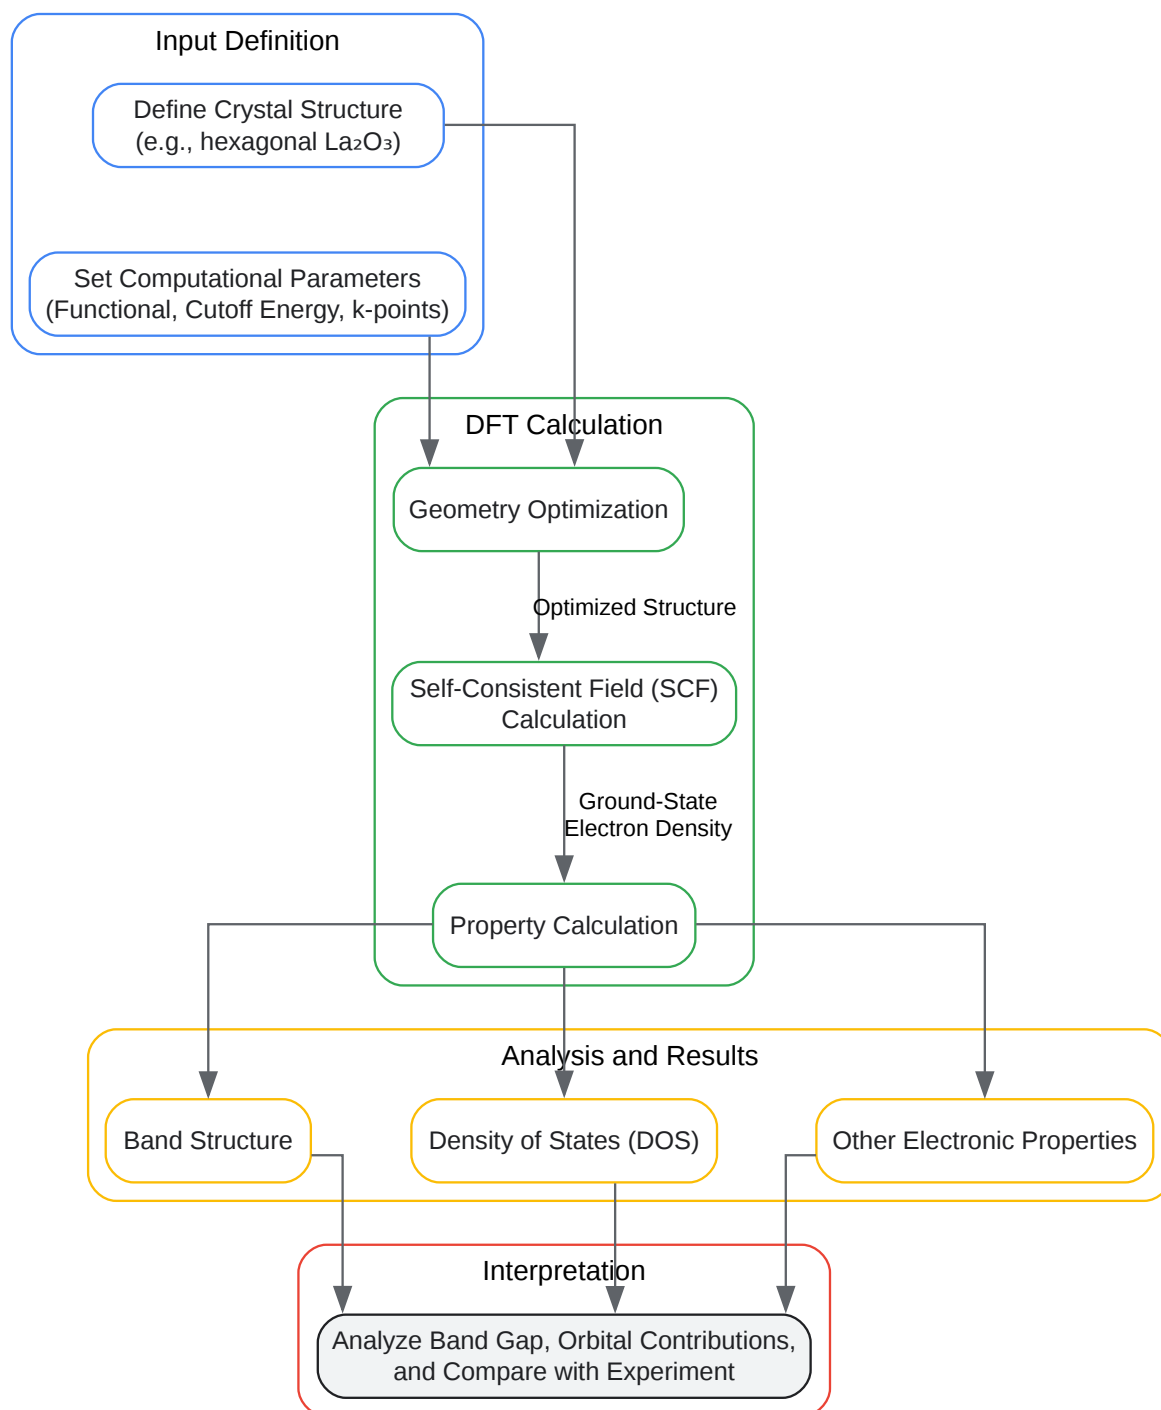 Input Definition
Define Crystal Structure
(e.g., hexagonal La₂O₃)
Set Computational Parameters
(Functional, Cutoff Energy, k-points)
DFT Calculation
Geometry Optimization
Optimized Structure
Self-Consistent Field (SCF)
Calculation
Ground-State
Electron Density
Property Calculation
Analysis and Results
Band Structure
Density of States (DOS)
Other Electronic Properties
Interpretation
Analyze Band Gap, Orbital Contributions,
and Compare with Experiment